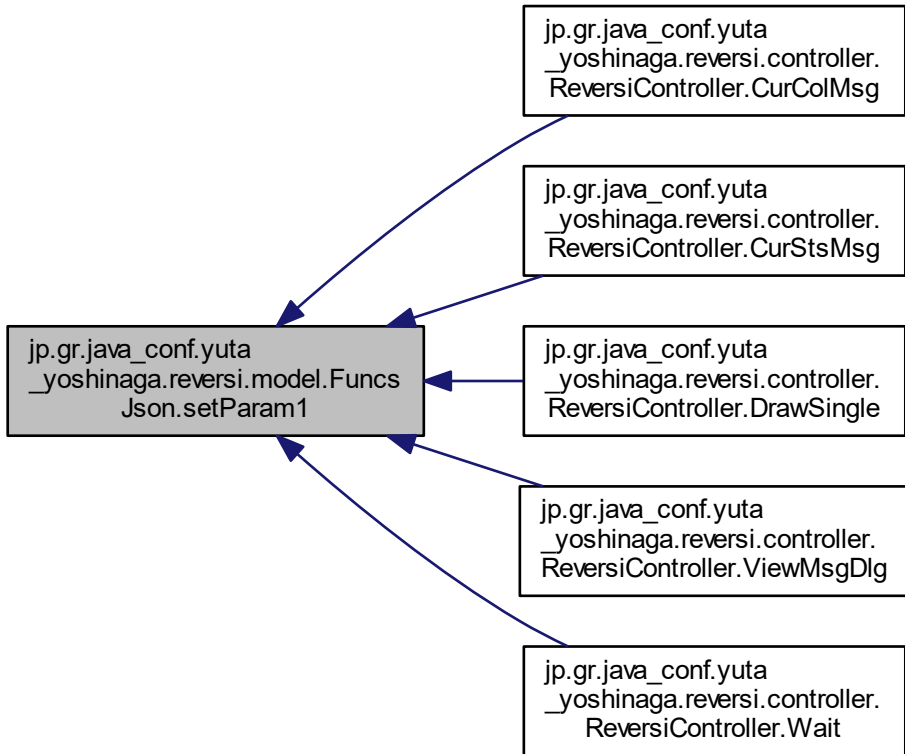 jp.gr.java_conf.yuta
_yoshinaga.reversi.controller.
ReversiController.CurColMsg
jp.gr.java_conf.yuta
_yoshinaga.reversi.controller.
ReversiController.CurStsMsg
jp.gr.java_conf.yuta
_yoshinaga.reversi.model.Funcs
Json.setParam1
jp.gr.java_conf.yuta
_yoshinaga.reversi.controller.
ReversiController.DrawSingle
jp.gr.java_conf.yuta
_yoshinaga.reversi.controller.
ReversiController.ViewMsgDlg
jp.gr.java_conf.yuta
_yoshinaga.reversi.controller.
ReversiController.Wait